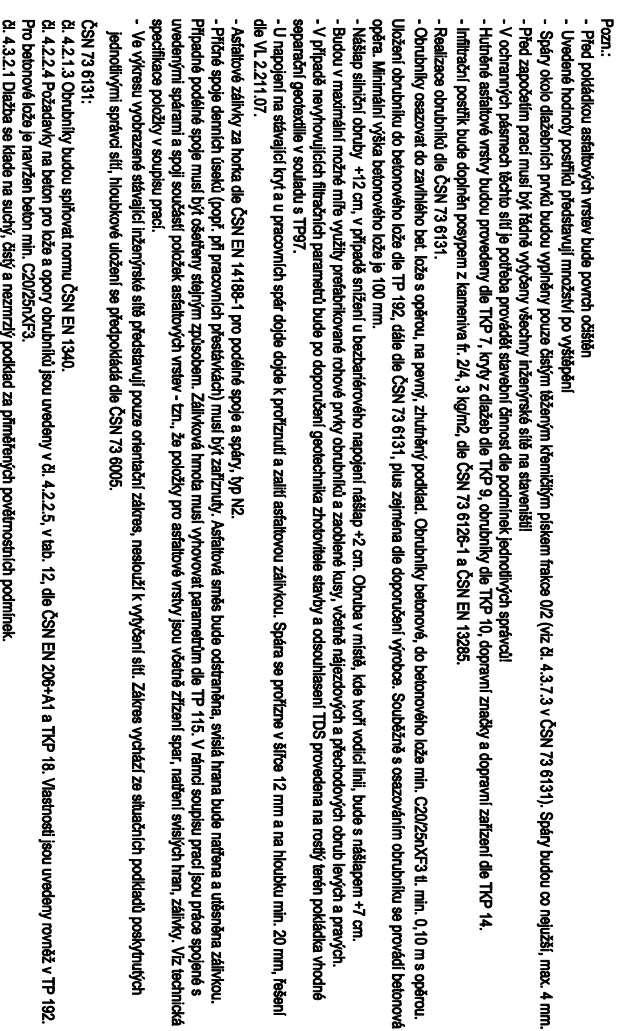 Pozn.:
- Před pokládkou asfaltových vrstev bude povrch očištěn
- Uvedené hodnoty postřiků představují množství po vyštěpění
- Spáry okolo dlažebních prvků budou vyplněny pouze čistým těženým křemičitým pískem frakce 0/2 (viz čl. 4.3.7.3 v ČSN 73 6131). Spáry budou co nejužší, max. 4 mm.
- Před započetím prací musí být řádně vytyčeny všechny inženýrské sítě na staveništi!
- V ochranných pásmech těchto sítí je potřeba provádět stavební činnost dle podmínek jednotlivých správců!
- Hutněné asfaltové vrstvy budou provedeny dle TKP 7, kryty z dlažeb dle TKP 9, obrubníky dle TKP 10, dopravní značky a dopravní zařízení dle TKP 14.
- Infiltrační postřik bude doplněn posypem z kameniva fr. 2/4, 3 kg/m2, dle ČSN 73 6126-1 a ČSN EN 13285.
- Realizace obrubníků dle ČSN 73 6131.
- Obrubníky osazovat do zavlhlého bet. lože s opěrou, na pevný, zhutněný podklad. Obrubníky betonové, do betonového lože min. C20/25nXF3 tl. min. 0,10 m s opěrou.
Uložení obrubníku do betonového lože dle TP 192, dále dle ČSN 73 6131, plus zejména dle doporučení výrobce. Souběžně s osazováním obrubníku se provádí betonová
opěra. Minimální výška betonového lože je 100 mm.
- Nášlap silniční obruby +12 cm, v případě snížení u bezbariérového napojení nášlap +2 cm. Obruba v místě, kde tvoří vodicí linii, bude s nášlapem +7 cm.
- Budou v maximální možné míře využity prefabrikované rohové prvky obrubníků a zaoblené kusy, včetně nájezdových a přechodových obrub levých a pravých.
- V případě nevyhovujících filtračních parametrů bude po doporučení geotechnika zhotovitele stavby a odsouhlasení TDS provedena na rostlý terén pokládka vhodné
separační geotextilie v souladu s TP97.
- U napojení na stávající kryt a u pracovních spár dojde dojde k proříznutí a zalití asfaltovou zálivkou. Spára se prořízne v šířce 12 mm a na hloubku min. 20 mm, řešení
dle VL 2.211.07.
- Asfaltové zálivky za horka dle ČSN EN 14188-1 pro podélné spoje a spáry, typ N2.
- Příčné spoje denních úseků (popř. při pracovních přestávkách) musí být zaříznuty. Asfaltová směs bude odstraněna, svislá hrana bude natřena a utěsněna zálivkou.
Případné podélné spoje musí být ošetřeny stejným způsobem. Zálivková hmota musí vyhovovat parametrům dle TP 115. V rámci soupisu prací jsou práce spojené s
uvedenými spárami a spoji součástí položek asfaltových vrstev - tzn., že položky pro asfaltové vrstvy jsou včetně zřízení spar, natření svislých hran, zálivky. Viz technická
specifikace položky v soupisu prací.
- Ve výkresu vyobrazené stávající inženýrské sítě představují pouze orientační zákres, neslouží k vytyčení sítí. Zákres vychází ze situačních podkladů poskytnutých
jednotlivými správci sítí, hloubkové uložení se předpokládá dle ČSN 73 6005.
ČSN 73 6131:
čl. 4.2.1.3 Obrubníky budou splňovat normu ČSN EN 1340.
čl. 4.2.2.4 Požadavky na beton pro lože a opory obrubníků jsou uvedeny v čl. 4.2.2.5, v tab. 12, dle ČSN EN 206+A1 a TKP 18. Vlastnosti jsou uvedeny rovněž v TP 192.
Pro betonové lože je navržen beton min. C20/25nXF3.
čl. 4.3.2.1 Dlažba se klade na suchý, čistý a nezmrzlý podklad za přiměřených povětrnostních podmínek.